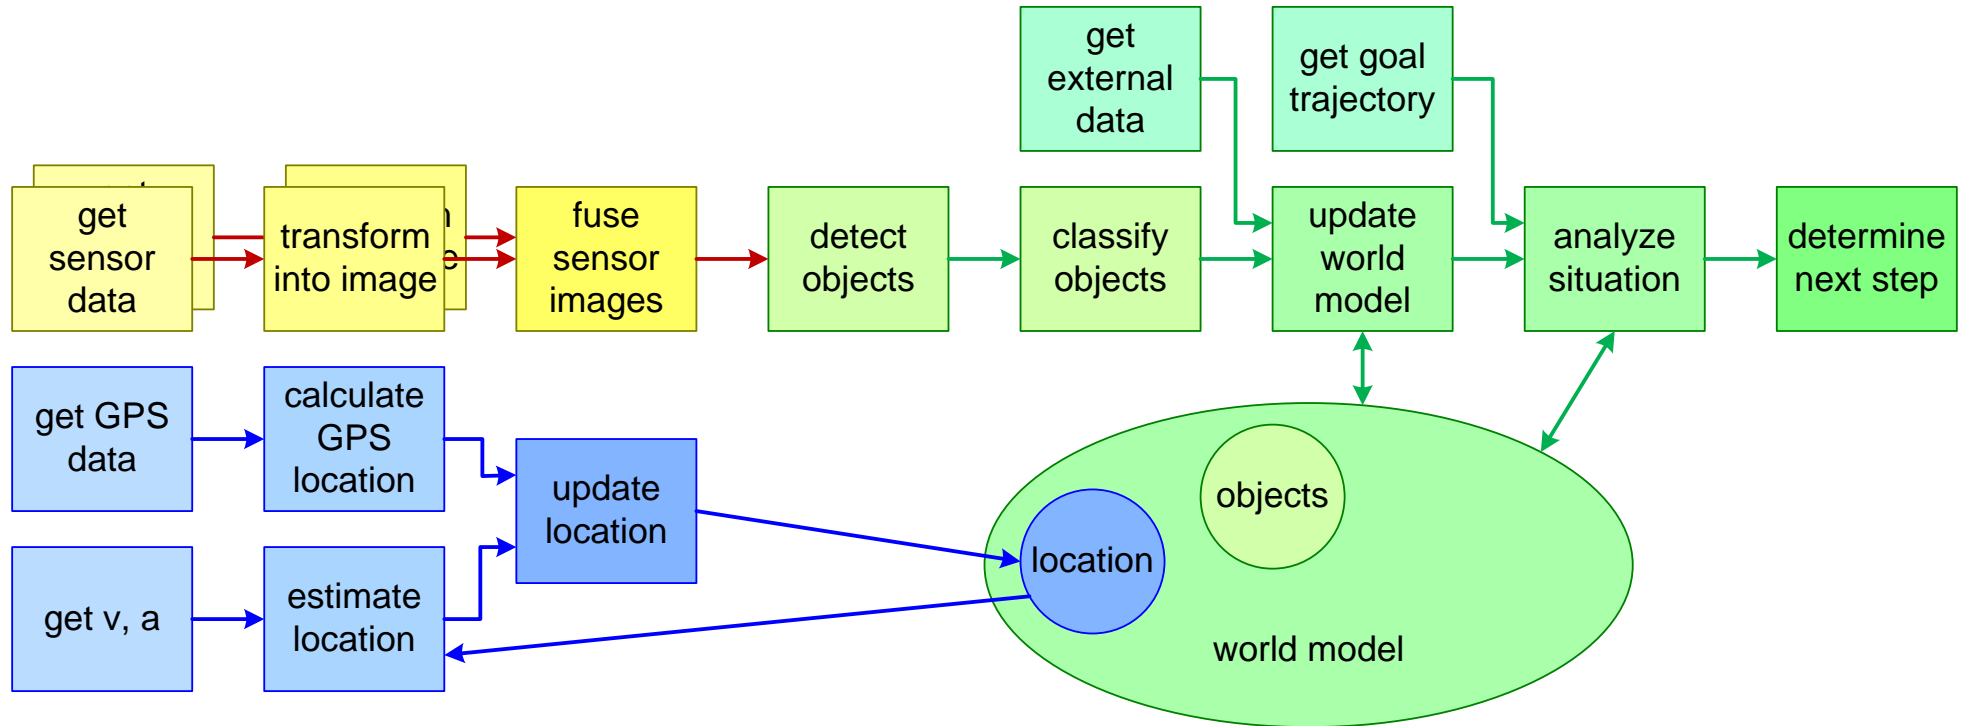 get
external
data
get goal
trajectory
get
sensor
data
transform
into image
fuse
sensor
images
detect
objects
classify
objects
update
world
model
analyze
situation
determine
next step
get GPS
data
calculate
GPS
location
update
location
get v, a
estimate
location
location
objects
world model